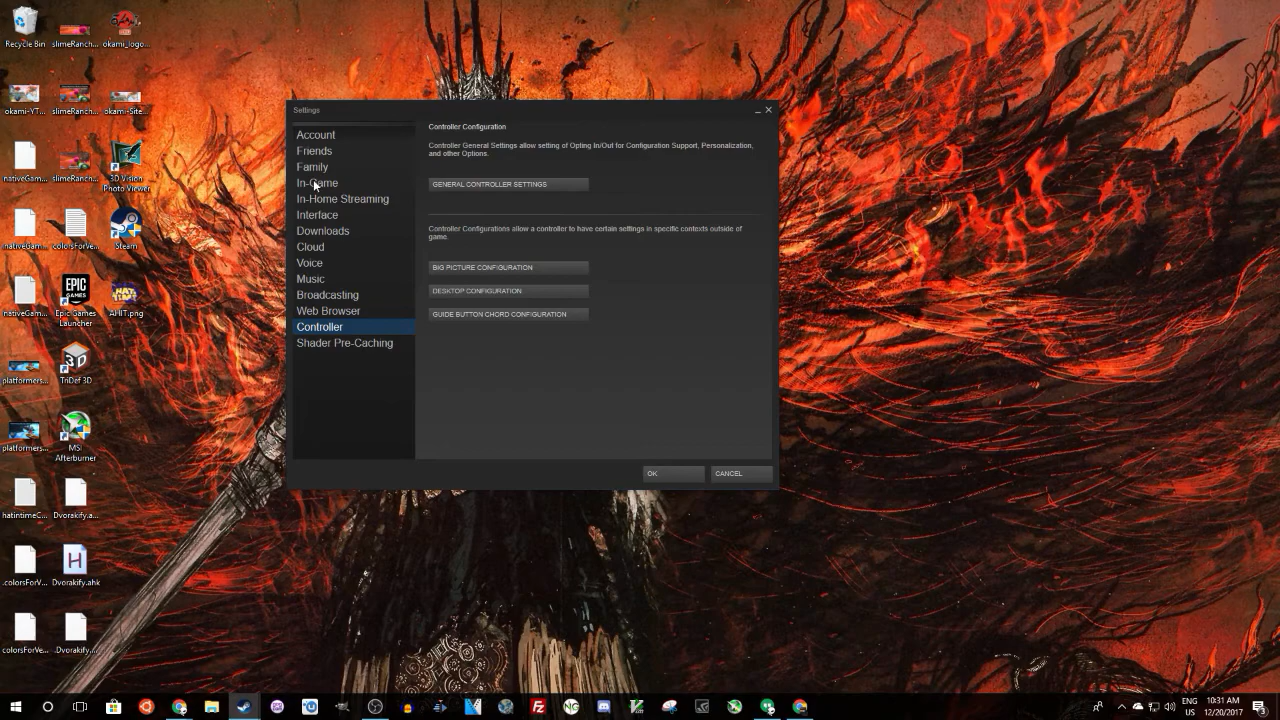 Recycle Bin
slimeRanch...
okami_logo...
okami-YT...
slimeRanch...
okami-Site...
nativeGam...
slimeRanch...
3D Vision
Photo Viewer
nativeGam...
colorsForVe...
Steam
nativeGam...
Epic Games
Launcher
AHIT.png
platformers...
TriDef 3D
platformers...
MSI
Afterburner
hatintimeC...
Dvorakify.a...
.colorsForV...
Dvorakify.ahk
colorsForVe...
.Dvorakify...
Settings
Account
Friends
Family
In-Game
In-Home Streaming
Interface
Downloads
Cloud
Voice
Music
Broadcasting
Web Browser
Controller
Shader Pre-Caching
Controller Configuration
Controller General Settings allow setting of Opting In/Out for Configuration Support, Personalization,
and other Options.
GENERAL CONTROLLER SETTINGS
Controller Configurations allow a controller to have certain settings in specific contexts outside of
game.
BIG PICTURE CONFIGURATION
DESKTOP CONFIGURATION
GUIDE BUTTON CHORD CONFIGURATION
OK
CANCEL
ENG
US
10:31 AM
12/20/2017